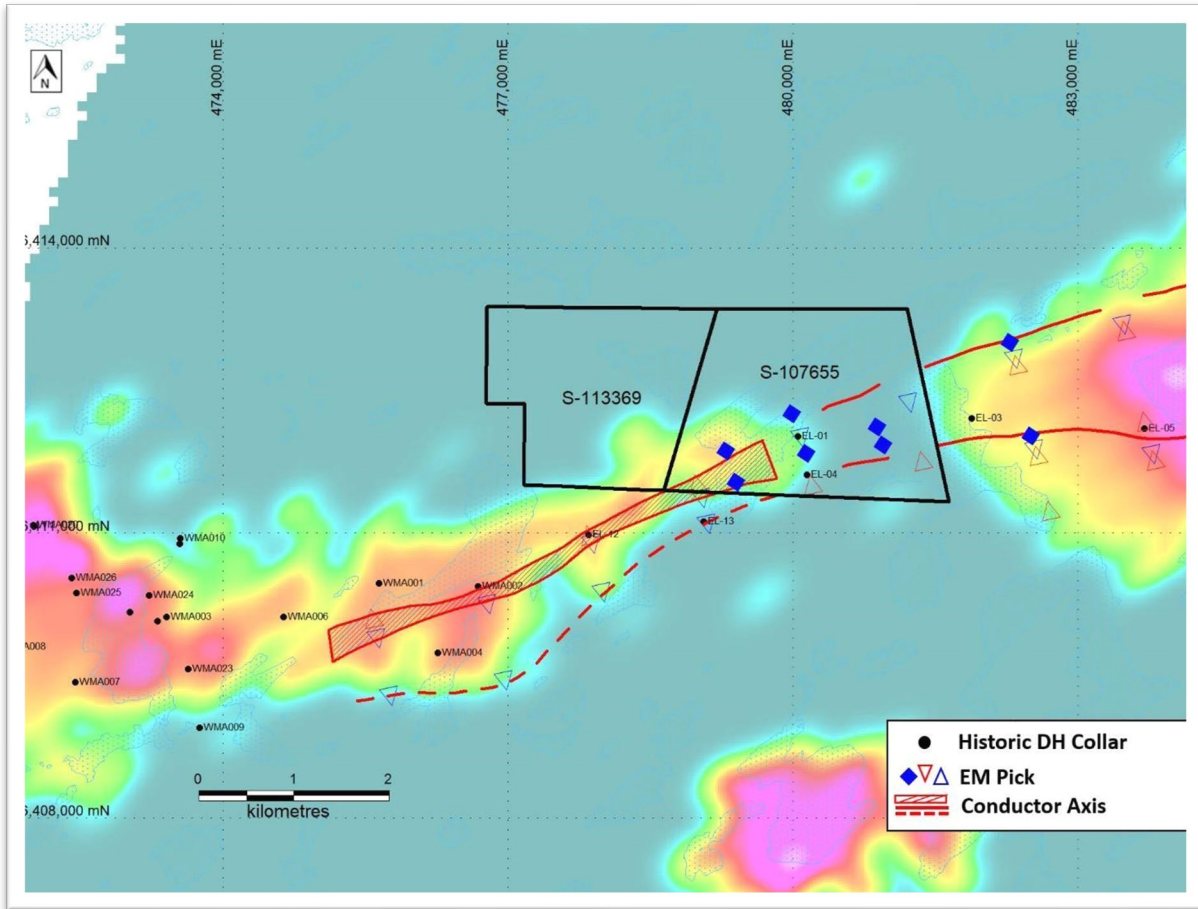 N
474,000 mE
477,000 mE
480,000 mE
483,000 mE
6,414,000 mN
S-107655
S-113369
EL-03
EL-05
EL-01
EL-04
EL-13
EL-12
WMA010
WMA026
WMA025
WMA024
WMA001
WMA002
WMA003
WMA006
WMA004
WMA023
WMA007
WMA009
Historic DH Collar
EM Pick
Conductor Axis
0 1 2
kilometres
6,408,000 mN